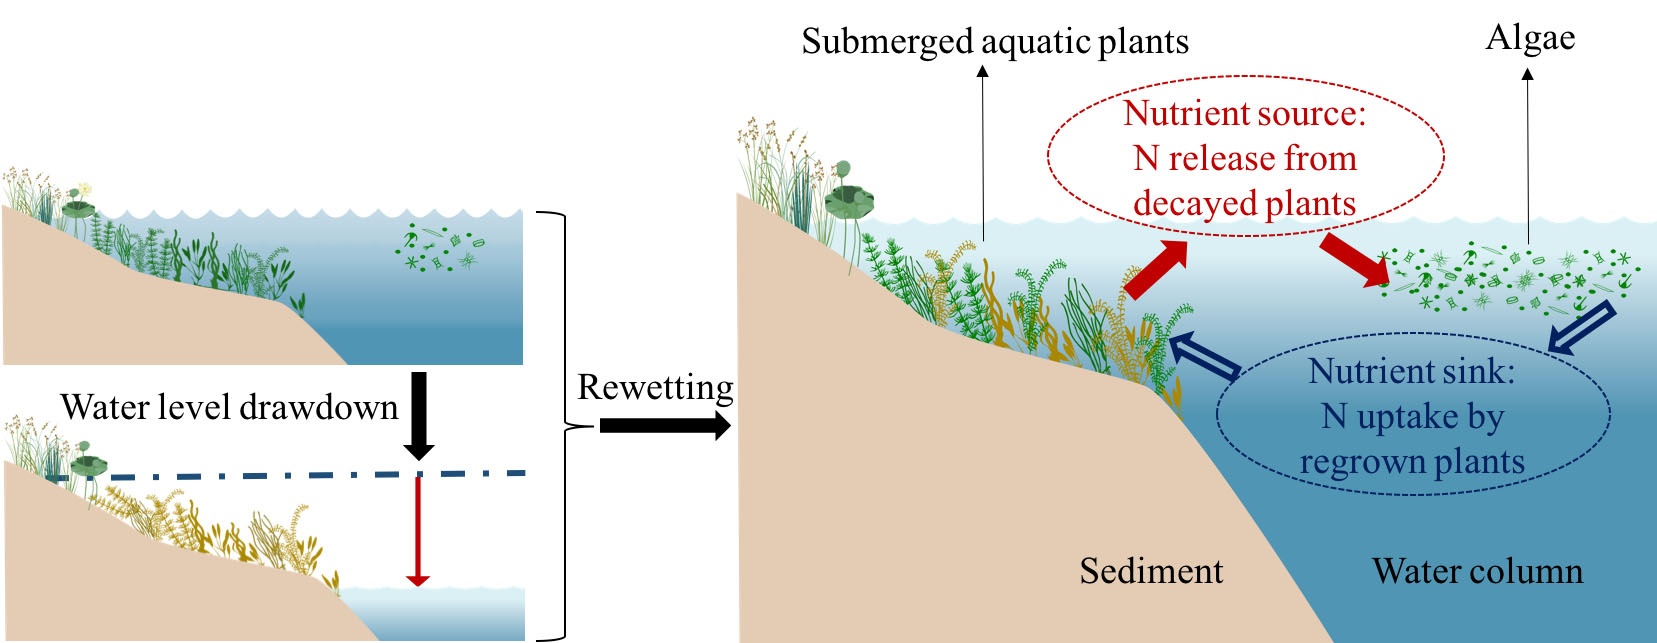 Water level drawdown
Rewetting
Submerged aquatic plants
Algae
Nutrient source:
N release from
decayed plants
Nutrient sink:
N uptake by
regrown plants
Sediment
Water column